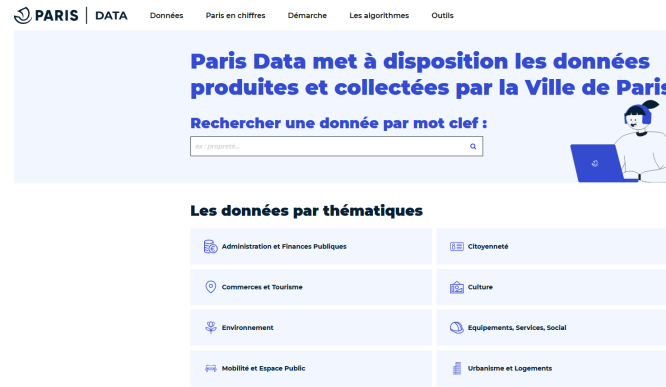 PARIS | DATA Données Paris en chiffres Démarche Les algorithmes Outils
Paris Data met à disposition les données
produites et collectées par la Ville de Paris
Rechercher une donnée par mot clef :
ex : propreté...
Les données par thématiques
Administration et Finances Publiques Citoyenneté
Commerces et Tourisme Culture
Environnement Equipements, Services, Social
Mobilité et Espace Public Urbanisme et Logements